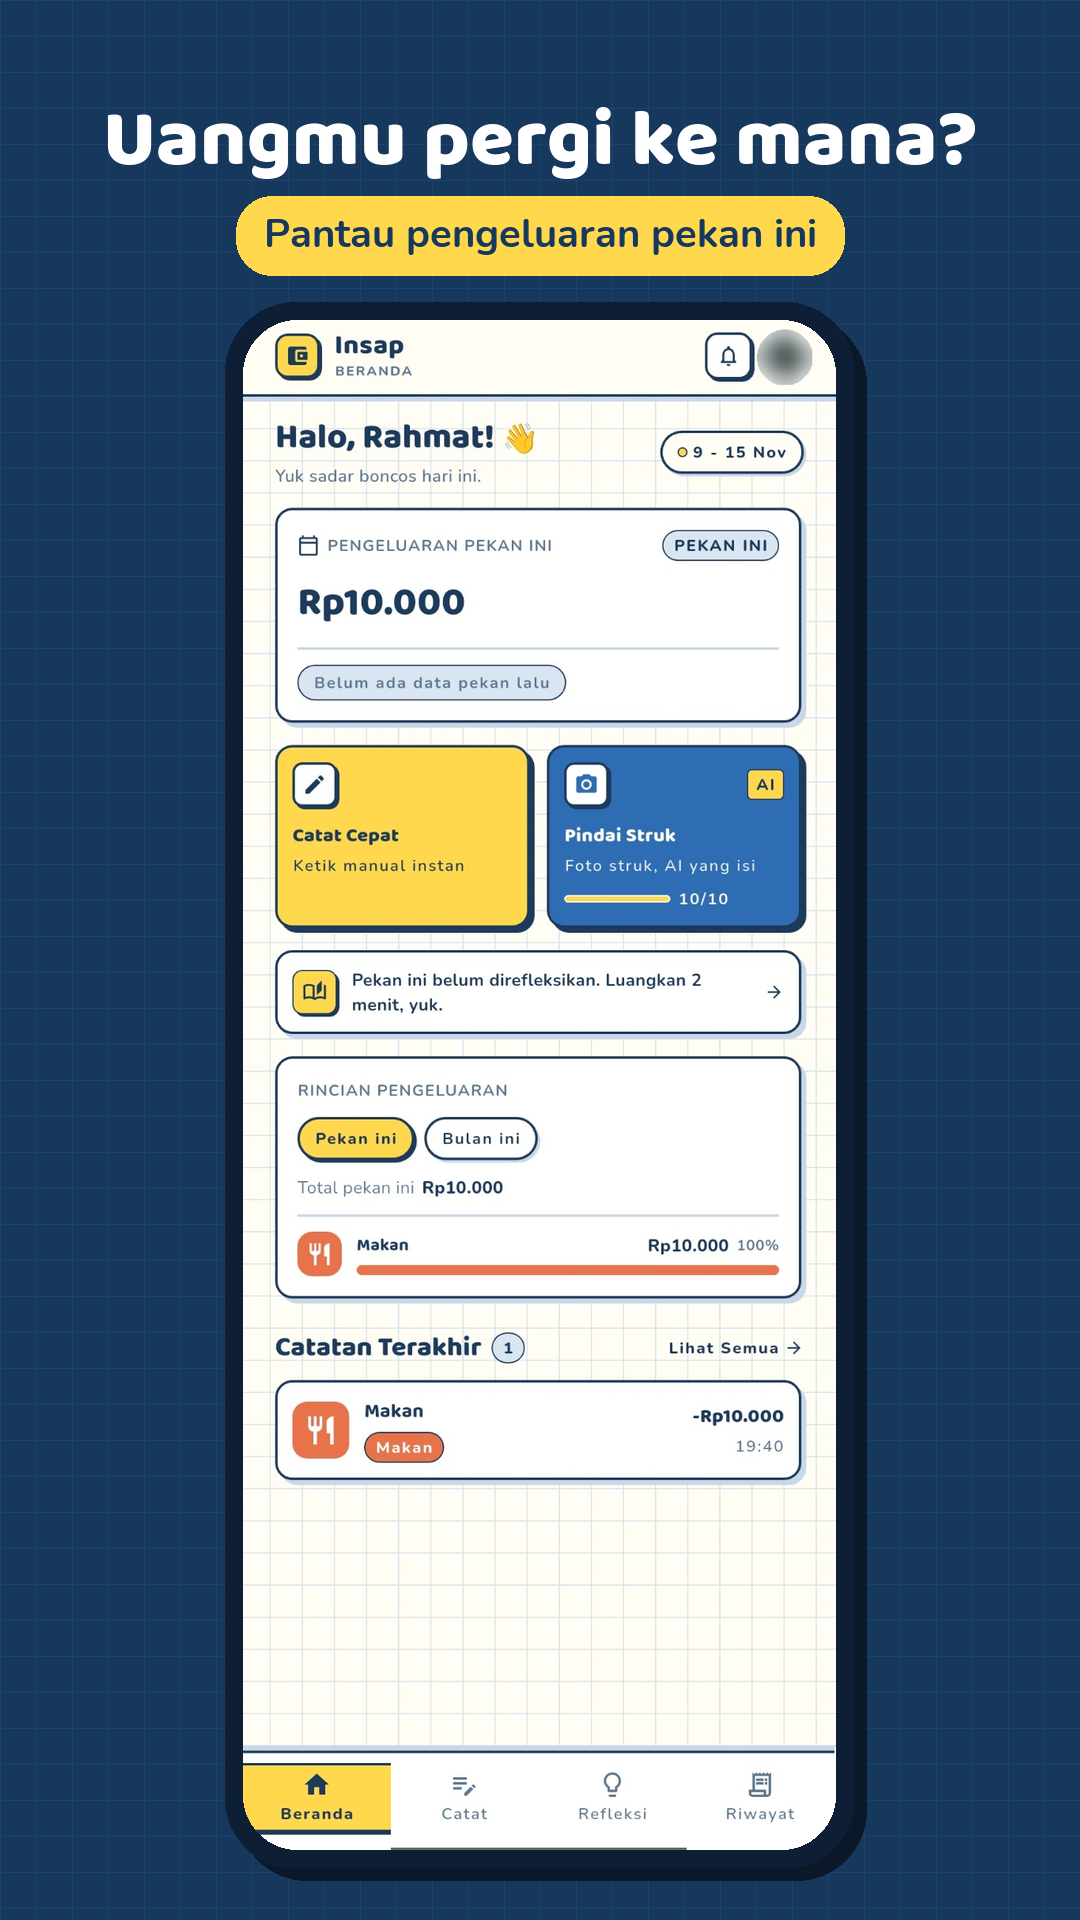 Uangmu pergi ke mana?
Pantau pengeluaran pekan ini
Insap
BERANDA
Halo, Rahmat! 👋
9 - 15 Nov
Yuk sadar boncos hari ini.
PENGELUARAN PEKAN INI
PEKAN INI
Rp10.000
Belum ada data pekan lalu
AI
Catat Cepat
Ketik manual instan
Pindai Struk
Foto struk, AI yang isi
10/10
Pekan ini belum direfleksikan. Luangkan 2
menit, yuk.
RINCIAN PENGELUARAN
Pekan ini
Bulan ini
Total pekan ini Rp10.000
Makan
Rp10.000 100%
Catatan Terakhir 1
Lihat Semua →
Makan
-Rp10.000
Makan
19:40
Beranda
Catat
Refleksi
Riwayat